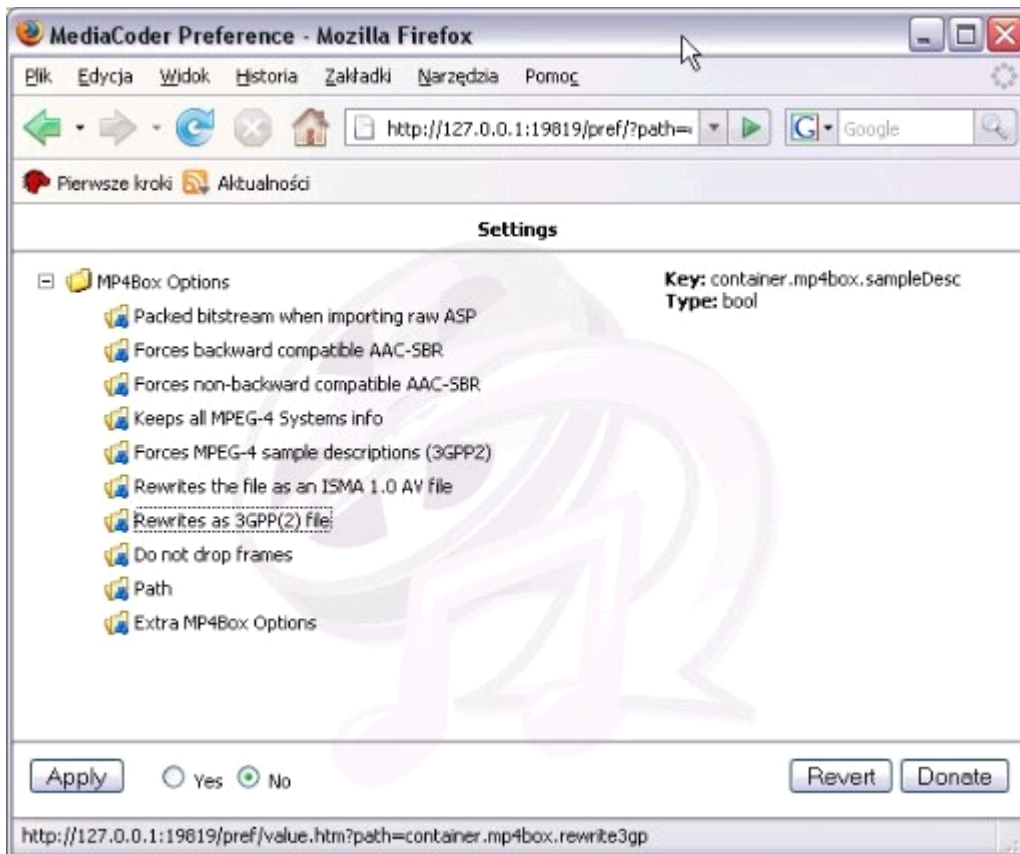 MediaCoder Preference - Mozilla Firefox
Plik Edycja Widok Historia Zakładki Narzędzia Pomoc
http://127.0.0.1:19819/pref/?path= G Google
Pierwsze kroki Aktualności
Settings
MP4Box Options
Packed bitstream when importing raw ASP
Forces backward compatible AAC-SBR
Forces non-backward compatible AAC-SBR
Keeps all MPEG-4 Systems info
Forces MPEG-4 sample descriptions (3GPP2)
Rewrites the file as an ISMA 1.0 AV file
Rewrites as 3GPP(2) file
Do not drop frames
Path
Extra MP4Box Options
Key: container.mp4box.sampleDesc
Type: bool
Apply Yes No Revert Donate
http://127.0.0.1:19819/pref/value.htm?path=container.mp4box.rewrite3gp